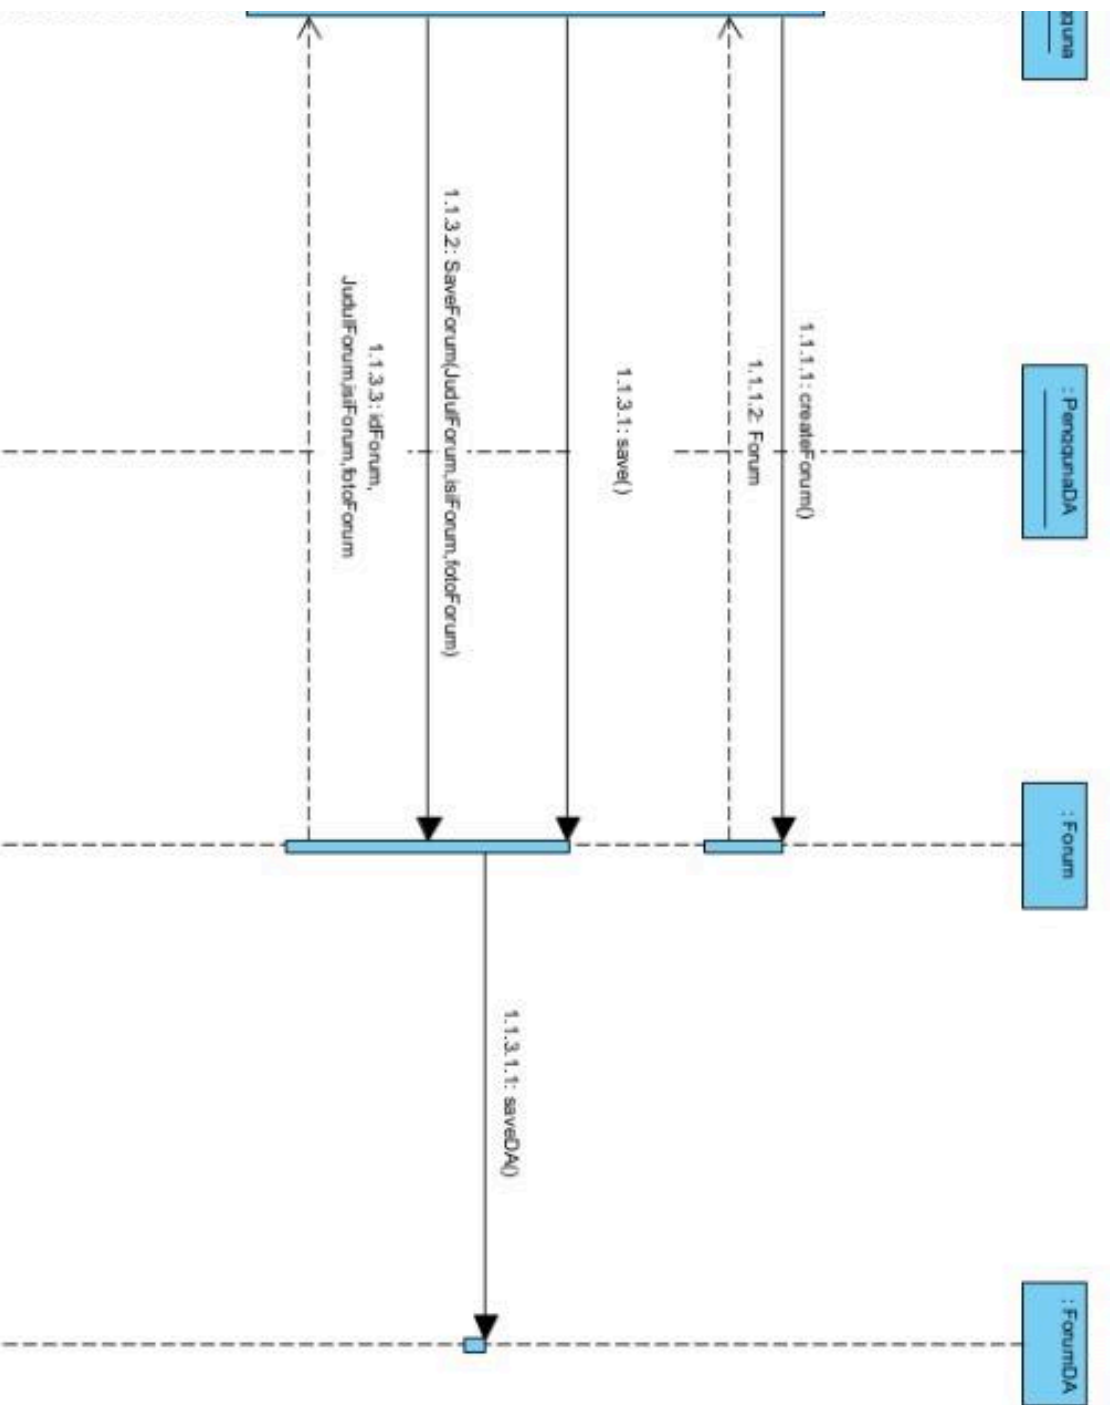 gguna
: PenggunaDA
: Forum
: ForumDA
1.1.1.1 : createForum()
1.1.1.2: Forum
1.1.3.1 : save()
1.1.3.1.1: saveDA()
1.1.3.2: SaveForum(JudulForum,isiForum,fotoForum)
1.1.3.3 : idForum,
JudulForum,isiForum,fotoForum